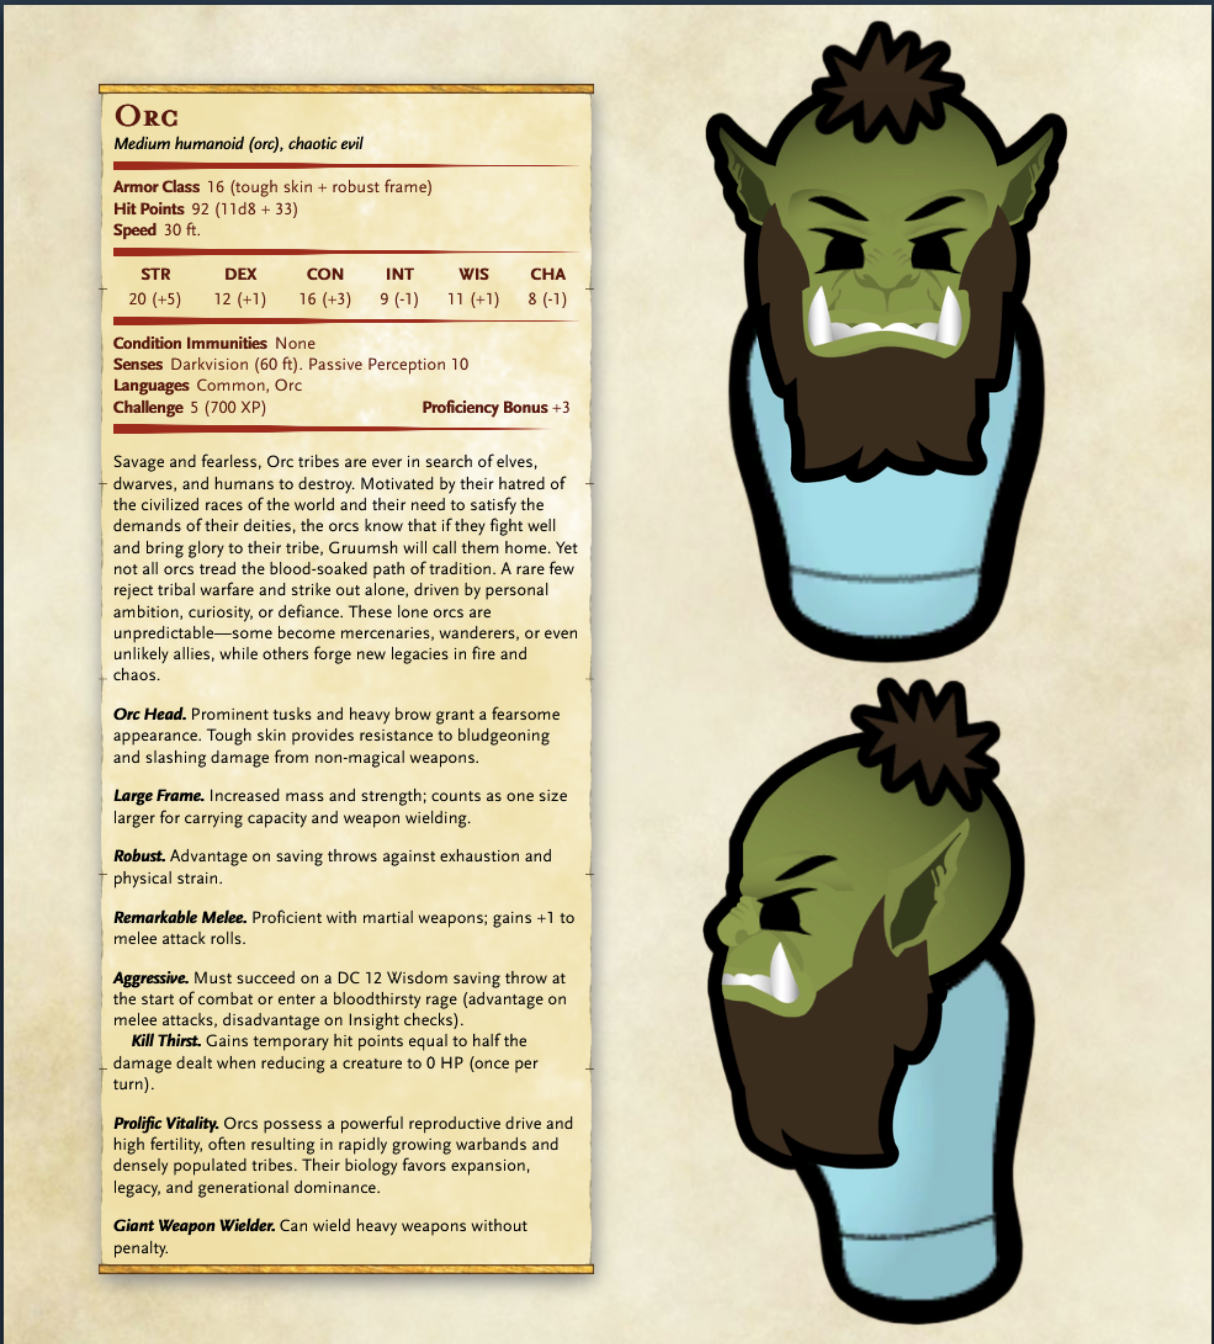 Orc
Medium humanoid (orc), chaotic evil
Armor Class 16 (tough skin + robust frame)
Hit Points 92 (11d8 + 33)
Speed 30 ft.
STR DEX CON INT WIS CHA
20 (+5) 12 (+1) 16 (+3) 9 (-1) 11 (+1) 8 (-1)
Condition Immunities None
Senses Darkvision (60 ft). Passive Perception 10
Languages Common, Orc
Challenge 5 (700 XP) Proficiency Bonus +3
Savage and fearless, Orc tribes are ever in search of elves,
dwarves, and humans to destroy. Motivated by their hatred of
the civilized races of the world and their need to satisfy the
demands of their deities, the orcs know that if they fight well
and bring glory to their tribe, Gruumsh will call them home. Yet
not all orcs tread the blood-soaked path of tradition. A rare few
reject tribal warfare and strike out alone, driven by personal
ambition, curiosity, or defiance. These lone orcs are
unpredictable—some become mercenaries, wanderers, or even
unlikely allies, while others forge new legacies in fire and
chaos.
Orc Head. Prominent tusks and heavy brow grant a fearsome
appearance. Tough skin provides resistance to bludgeoning
and slashing damage from non-magical weapons.
Large Frame. Increased mass and strength; counts as one size
larger for carrying capacity and weapon wielding.
Robust. Advantage on saving throws against exhaustion and
physical strain.
Remarkable Melee. Proficient with martial weapons; gains +1 to
melee attack rolls.
Aggressive. Must succeed on a DC 12 Wisdom saving throw at
the start of combat or enter a bloodthirsty rage (advantage on
melee attacks, disadvantage on Insight checks).
Kill Thirst. Gains temporary hit points equal to half the
damage dealt when reducing a creature to 0 HP (once per
turn).
Prolific Vitality. Orcs possess a powerful reproductive drive and
high fertility, often resulting in rapidly growing warbands and
densely populated tribes. Their biology favors expansion,
legacy, and generational dominance.
Giant Weapon Wielder. Can wield heavy weapons without
penalty.